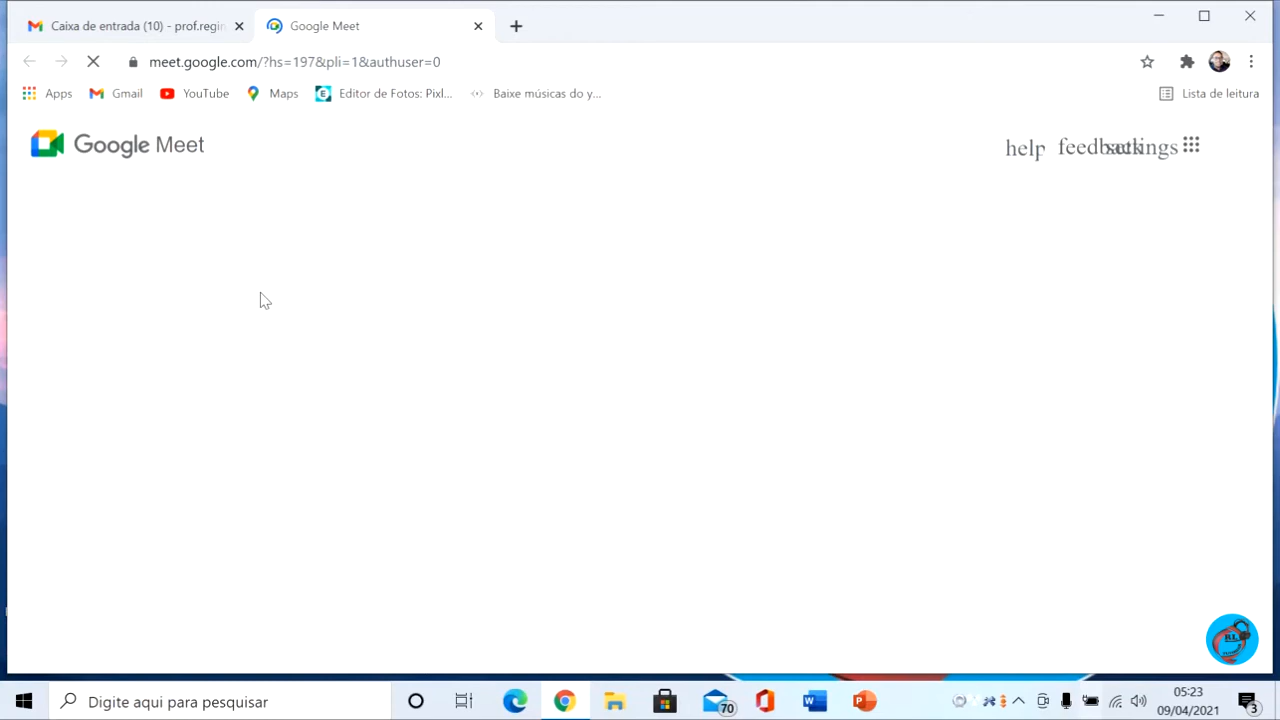 Caixa de entrada (10) - prof.regin
Google Meet
meet.google.com/?hs=197&pli=1&authuser=0
Apps Gmail YouTube Maps Editor de Fotos: Pixl... Baixe músicas do y... Lista de leitura
Google Meet
help feedback settings
Digite aqui para pesquisar
70
05:23
09/04/2021
3